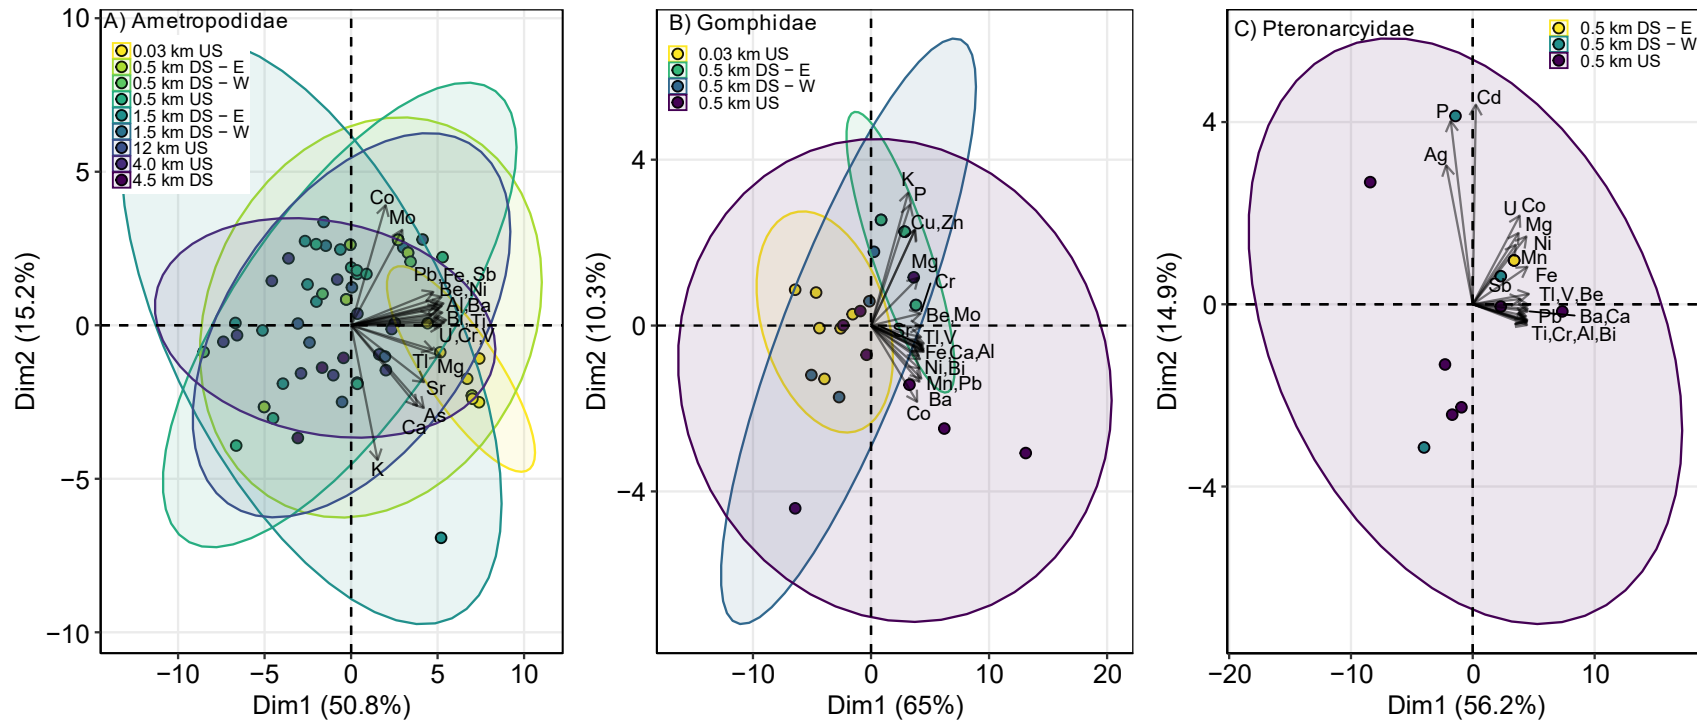 A) Ametropodidae
0.03 km US
0.5 km DS – E
0.5 km DS – W
0.5 km US
1.5 km DS – E
1.5 km DS – W
12 km US
4.0 km US
4.5 km DS
10
5
0
−5
−10
Dim2 (15.2%)
Co
Mo
Pb
Fe,Sb
Be,Ni
Al,Ba
Bi,Ti
U,Cr,V
Tl
Mg
Sr
As
Ca
K
−10
−5
0
5
10
Dim1 (50.8%)
B) Gomphidae
0.03 km US
0.5 km DS – E
0.5 km DS – W
0.5 km US
4
0
−4
Dim2 (10.3%)
K
P
Cu,Zn
Mg
Cr
Be,Mo
Sr
Tl,V
Fe,Ca,Al
Ni,Bi
Mn,Pb
Ba
Co
−10
0
10
20
Dim1 (65%)
C) Pteronarcyidae
0.5 km DS – E
0.5 km DS – W
0.5 km US
4
0
−4
Dim2 (14.9%)
Cd
P
Ag
U
Co
Mg
Ni
Mn
Fe
Sb
Tl,V,Be
Pb
Ba,Ca
Ti,Cr,Al,Bi
−20
−10
0
10
Dim1 (56.2%)